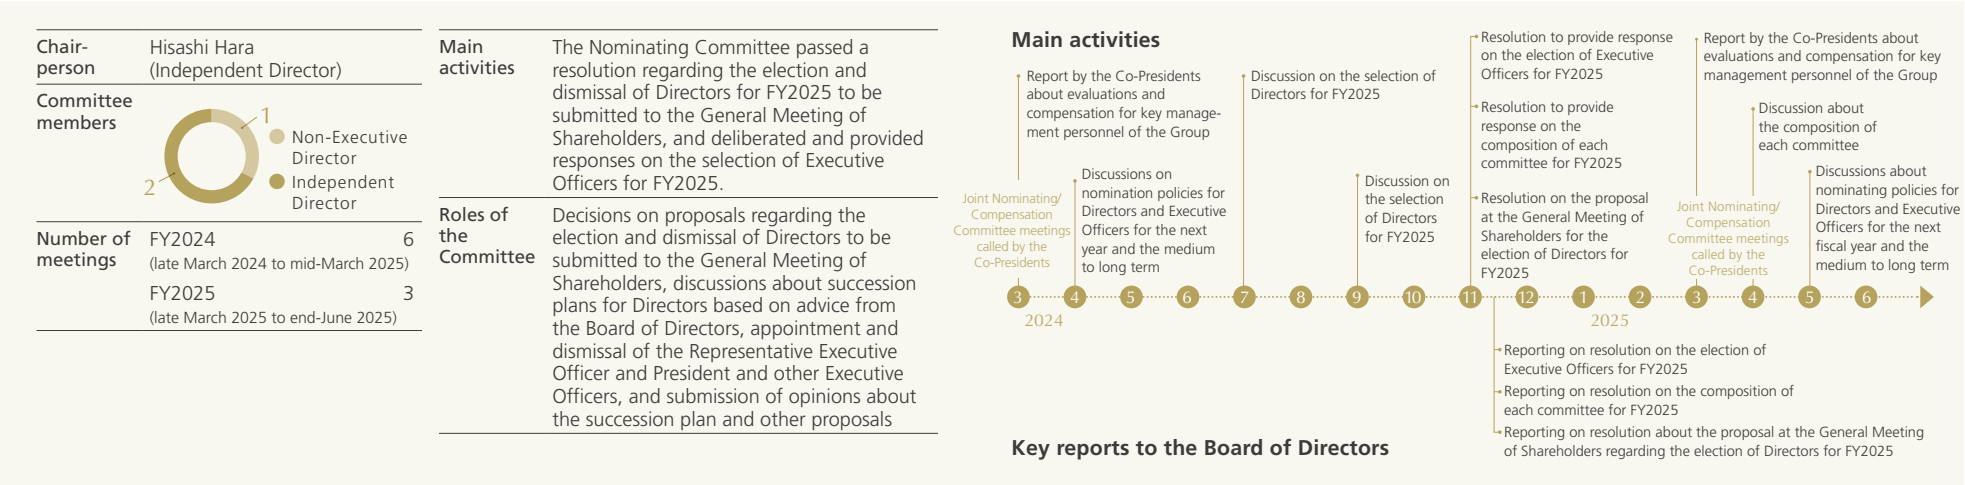 Chair-
person
Hisashi Hara
(Independent Director)
Committee
members
1
2
Non-Executive
Director
Independent
Director
Number of
meetings
FY2024 6
(late March 2024 to mid-March 2025)
FY2025 3
(late March 2025 to end-June 2025)
Main
activities
The Nominating Committee passed a
resolution regarding the election and
dismissal of Directors for FY2025 to be
submitted to the General Meeting of
Shareholders, and deliberated and provided
responses on the selection of Executive
Officers for FY2025.
Roles of
the
Committee
Decisions on proposals regarding the
election and dismissal of Directors to be
submitted to the General Meeting of
Shareholders, discussions about succession
plans for Directors based on advice from
the Board of Directors, appointment and
dismissal of the Representative Executive
Officer and President and other Executive
Officers, and submission of opinions about
the succession plan and other proposals
Main activities
Report by the Co-Presidents
about evaluations and
compensation for key manage-
ment personnel of the Group
Joint Nominating/
Compensation
Committee meetings
called by the
Co-Presidents
Discussions on
nomination policies for
Directors and Executive
Officers for the next
year and the medium
to long term
Discussion on the selection of
Directors for FY2025
Discussion on
the selection
of Directors
for FY2025
Resolution to provide response
on the election of Executive
Officers for FY2025
Resolution to provide
response on the
composition of each
committee for FY2025
Resolution on the proposal
at the General Meeting of
Shareholders for the
election of Directors for
FY2025
Report by the Co-Presidents about
evaluations and compensation for key
management personnel of the Group
Joint Nominating/
Compensation
Committee meetings
called by the
Co-Presidents
Discussion about
the composition of
each committee
Discussions about
nominating policies for
Directors and Executive
Officers for the next
fiscal year and the
medium to long term
3 4 5 6 7 8 9 10 11 12 1 2 3 4 5 6
2024 2025
Reporting on resolution on the election of
Executive Officers for FY2025
Reporting on resolution on the composition of
each committee for FY2025
Reporting on resolution about the proposal at the General Meeting
of Shareholders regarding the election of Directors for FY2025
Key reports to the Board of Directors